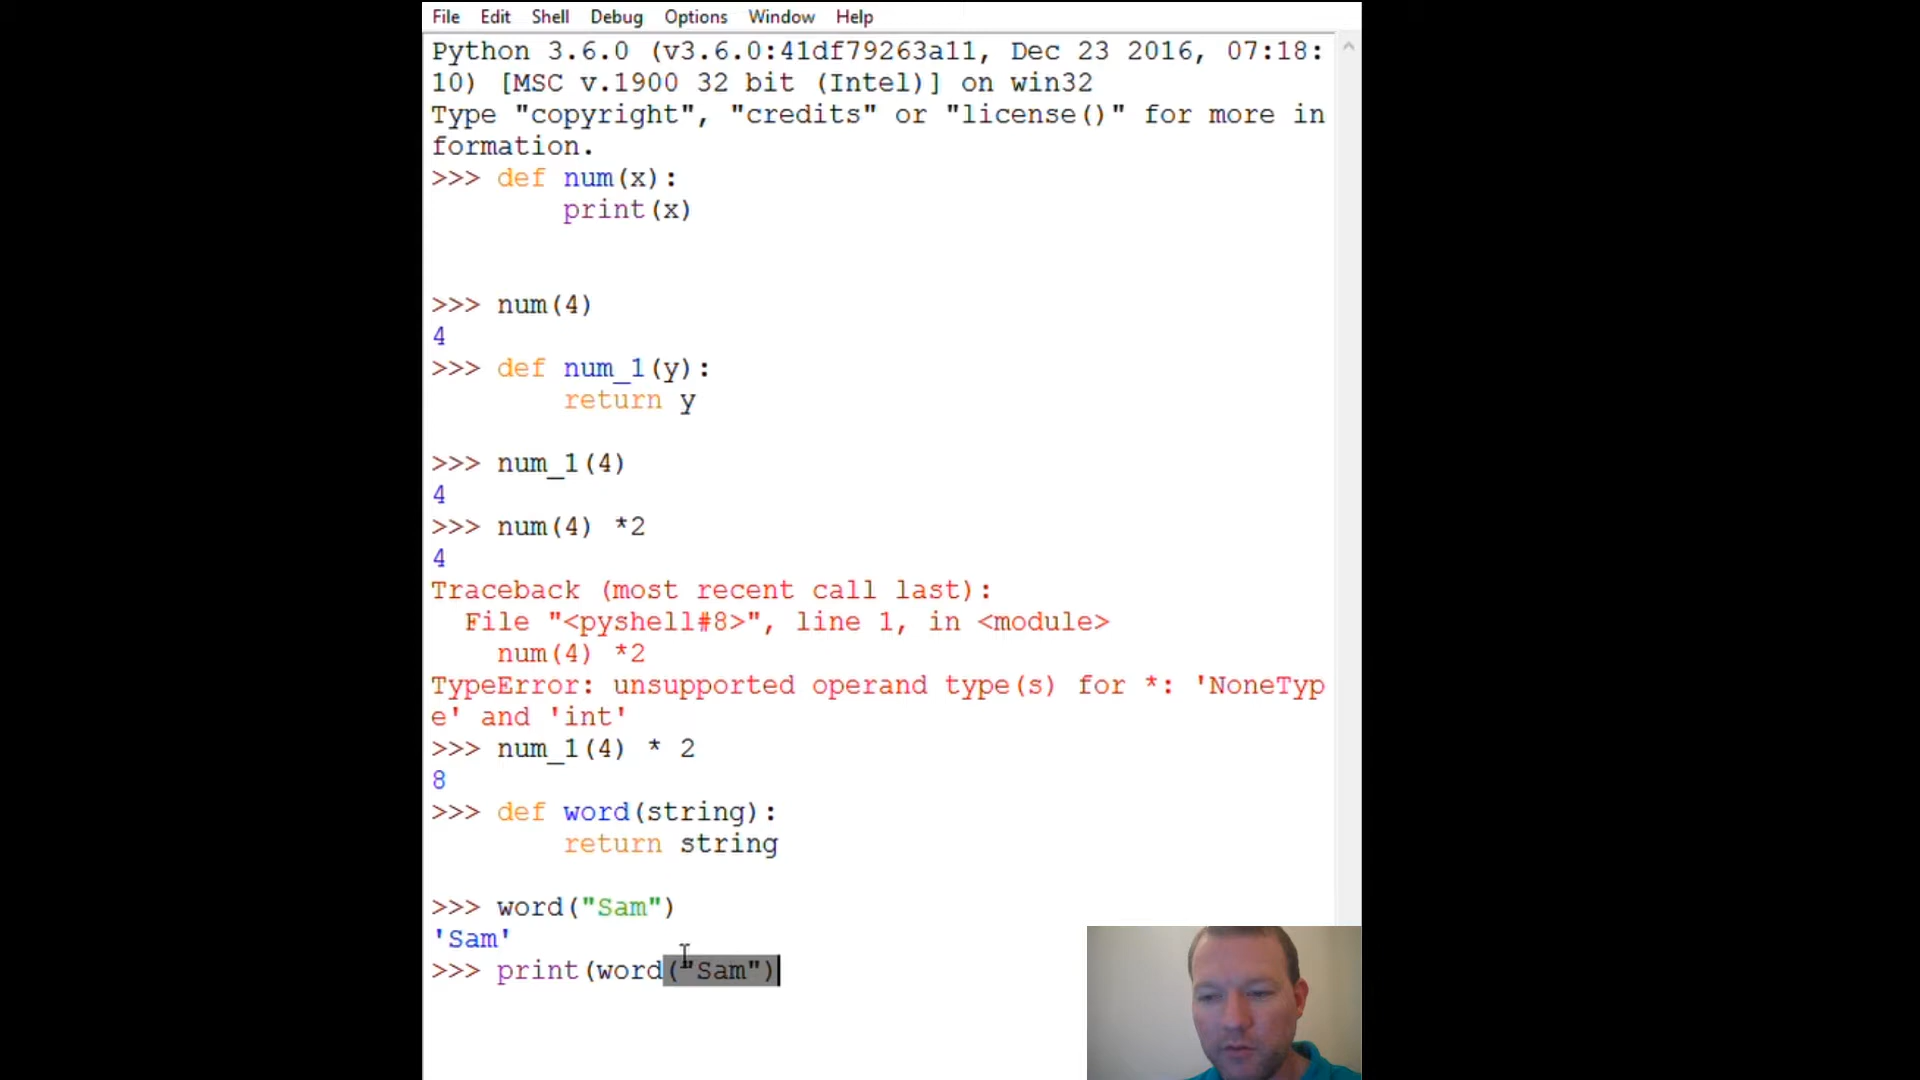 File Edit Shell Debug Options Window Help
Python 3.6.0 (v3.6.0:41df79263a11, Dec 23 2016, 07:18:
10) [MSC v.1900 32 bit (Intel)] on win32
Type "copyright", "credits" or "license()" for more in
formation.
>>> def num(x):
print(x)
>>> num(4)
4
>>> def num_1(y):
return y
>>> num_1(4)
4
>>> num(4) *2
4
Traceback (most recent call last):
File "<pyshell#8>", line 1, in <module>
num(4) *2
TypeError: unsupported operand type(s) for *: 'NoneTyp
e' and 'int'
>>> num_1(4) * 2
8
>>> def word(string):
return string
>>> word("Sam")
'Sam'
>>> print(word("Sam")